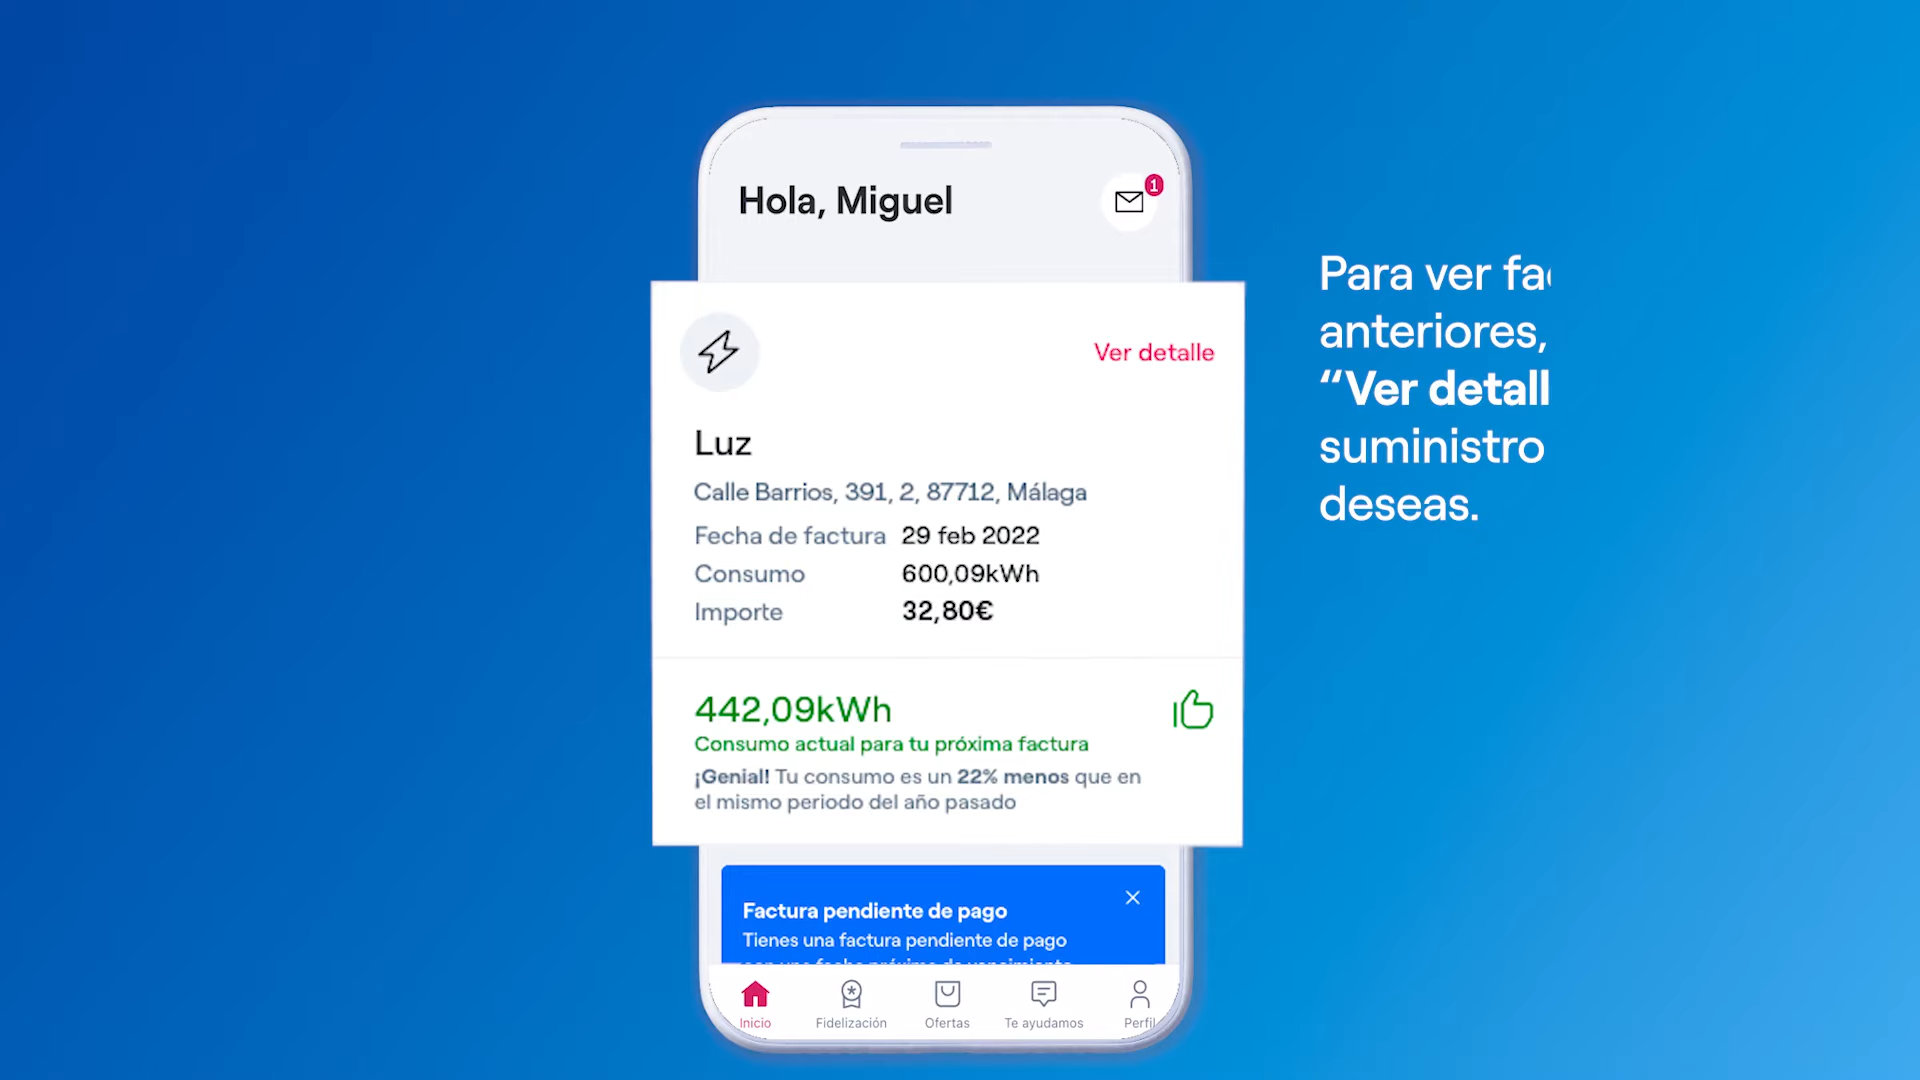 Hola, Miguel
1
Ver detalle
Luz
Calle Barrios, 391, 2, 87712, Málaga
Fecha de factura 29 feb 2022
Consumo 600,09kWh
Importe 32,80€
442,09kWh
Consumo actual para tu próxima factura
¡Genial! Tu consumo es un 22% menos que en
el mismo periodo del año pasado
Factura pendiente de pago
Tienes una factura pendiente de pago
Inicio
Fidelización
Ofertas
Te ayudamos
Perfil
Para ver fa
anteriores,
“Ver detall
suministro
deseas.